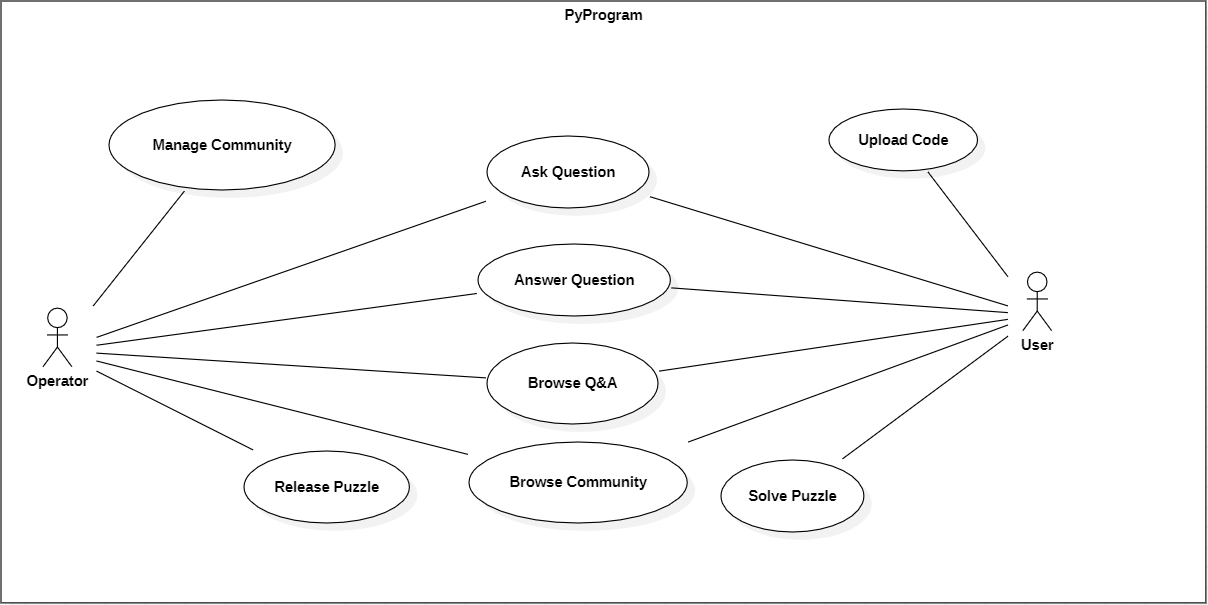 PyProgram
Manage Community
Upload Code
Ask Question
Answer Question
User
Operator
Browse Q&A
Browse Community
Release Puzzle
Solve Puzzle